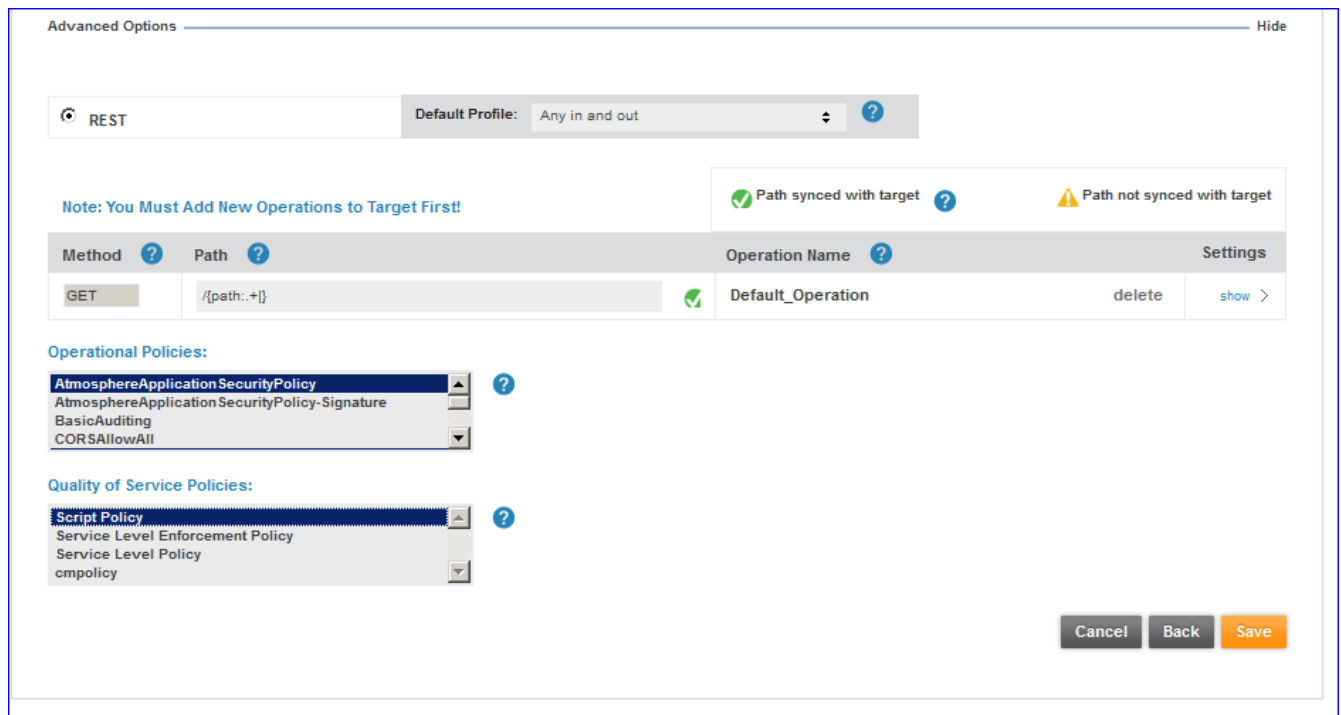 Advanced Options Hide
REST Default Profile: Any in and out ?
Path synced with target ? Path not synced with target
Note: You Must Add New Operations to Target First!
Method ? Path ? Operation Name ? Settings
GET /{path:.+|} Default_Operation delete show >
Operational Policies:
AtmosphereApplicationSecurityPolicy ?
AtmosphereApplicationSecurityPolicy-Signature
BasicAuditing
CORSAllowAll
Quality of Service Policies:
Script Policy ?
Service Level Enforcement Policy
Service Level Policy
cmpolicy
Cancel Back Save